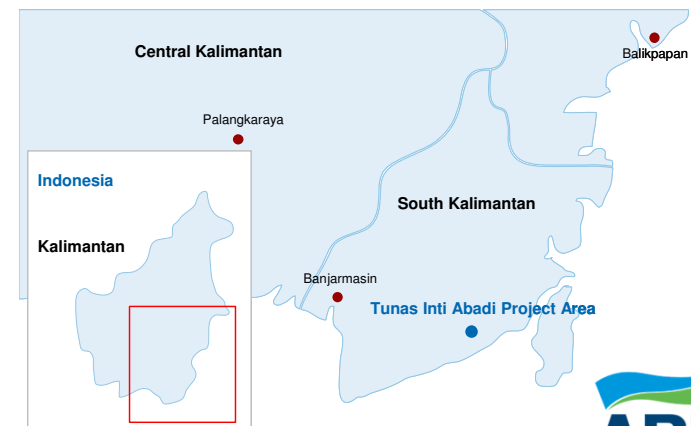 Central Kalimantan
Balikpapan
Palangkaraya
Indonesia
South Kalimantan
Kalimantan
Banjarmasin
Tunas Inti Abadi Project Area